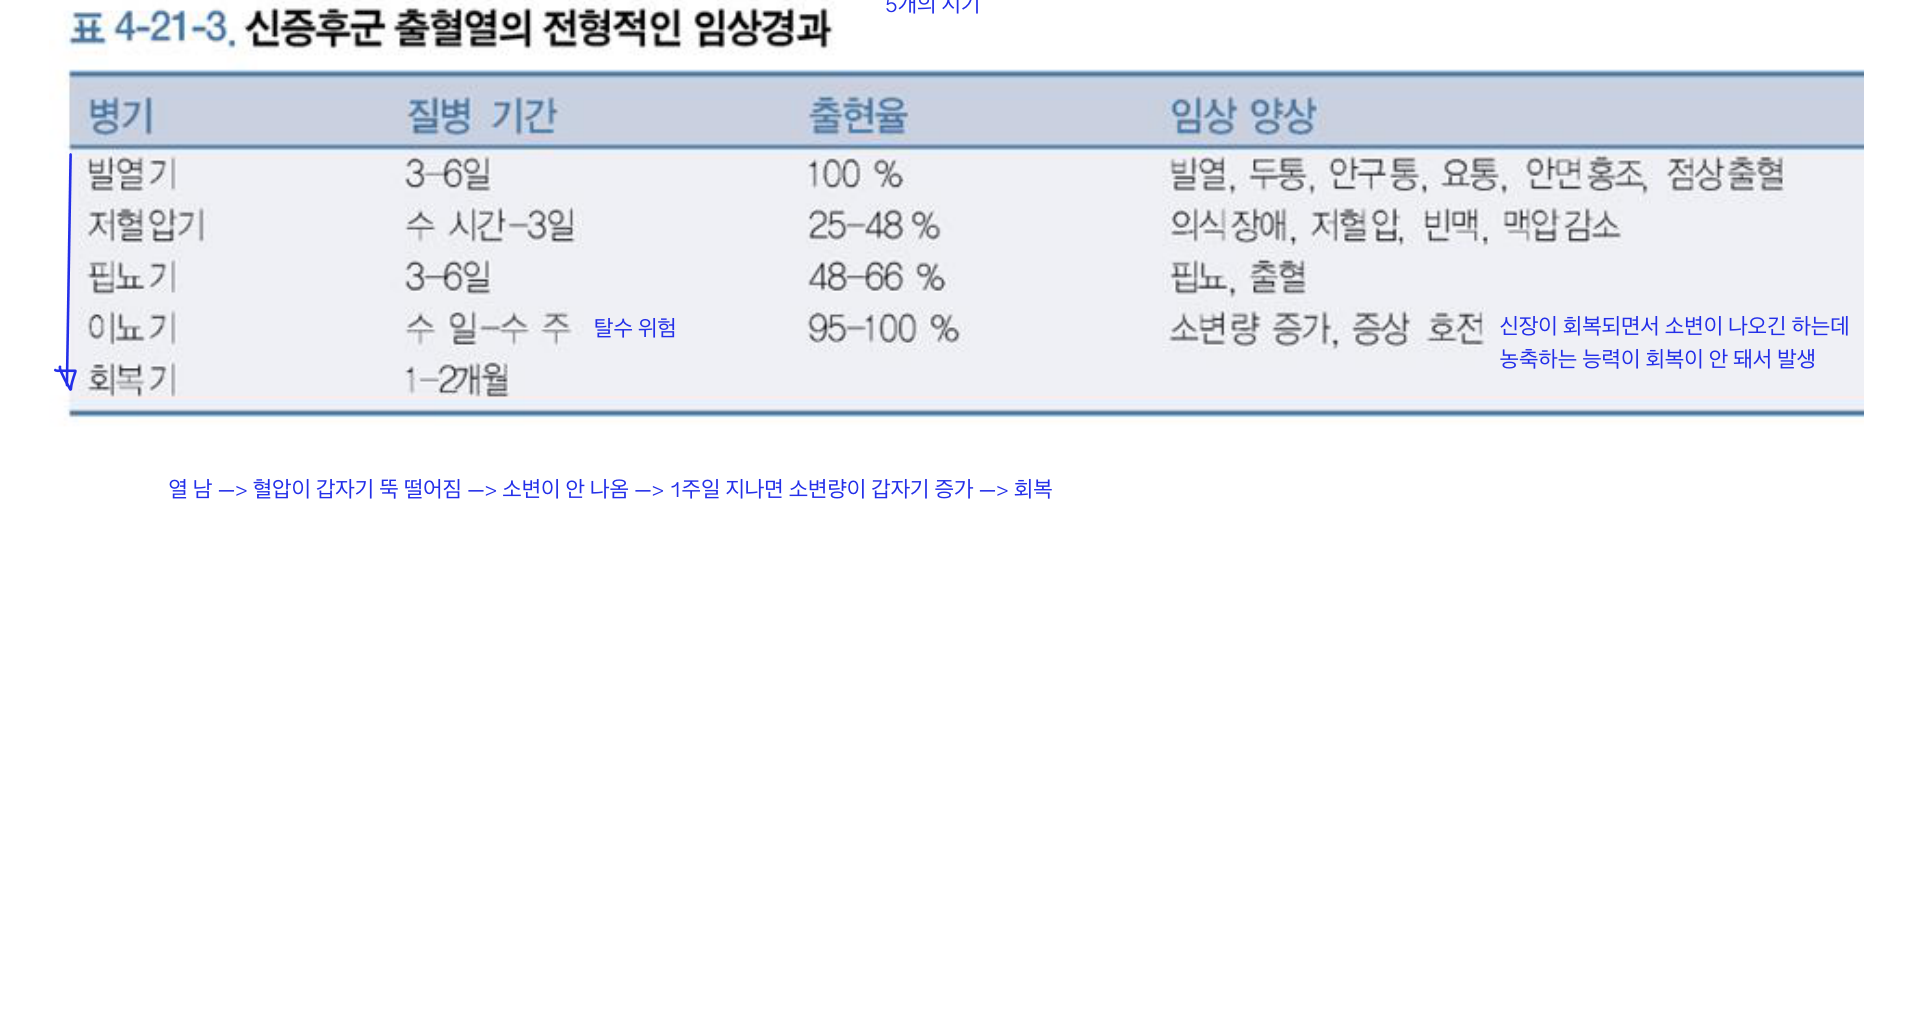 5개의 시기
표 4-21-3. 신증후군 출혈열의 전형적인 임상경과
병기 질병 기간 출현율 임상 양상
발열기 3-6일 100 % 발열, 두통, 안구통, 요통, 안면홍조, 점상출혈
저혈압기 수 시간-3일 25-48 % 의식장애, 저혈압, 빈맥, 맥압감소
핍뇨기 3-6일 48-66 % 핍뇨, 출혈
이뇨기 수 일-수 주 탈수 위험 95-100 % 소변량 증가, 증상 호전 신장이 회복되면서 소변이 나오긴 하는데
농축하는 능력이 회복이 안 돼서 발생
회복기 1-2개월
열 남 —> 혈압이 갑자기 뚝 떨어짐 —> 소변이 안 나옴 —> 1주일 지나면 소변량이 갑자기 증가 —> 회복